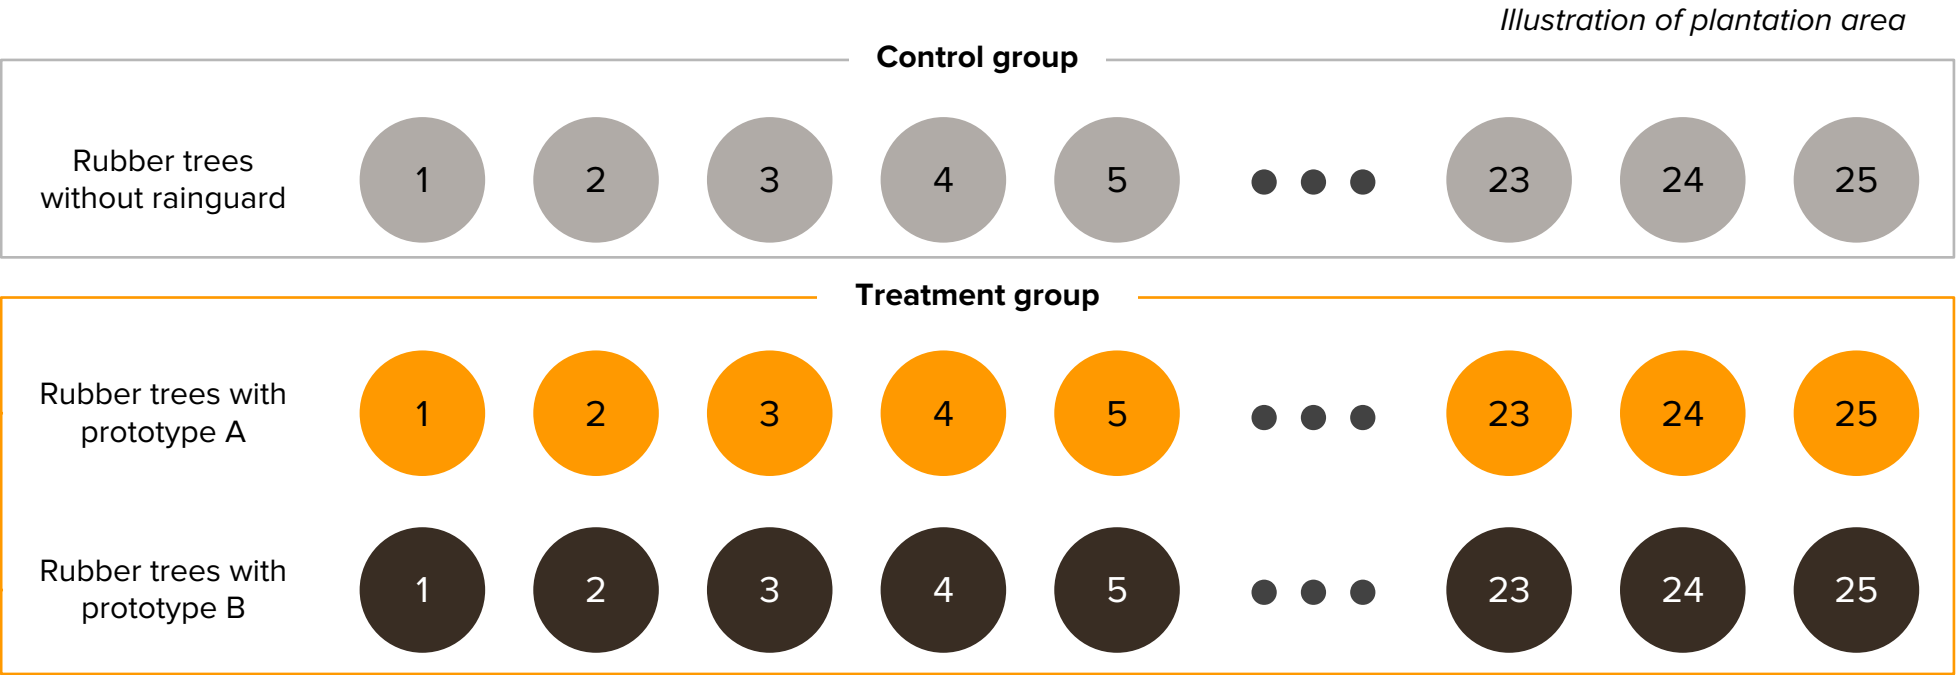 Illustration of plantation area
Control group
Rubber trees
without rainguard
1 2 3 4 5 23 24 25
Treatment group
Rubber trees with
prototype A
1 2 3 4 5 23 24 25
Rubber trees with
prototype B
1 2 3 4 5 23 24 25